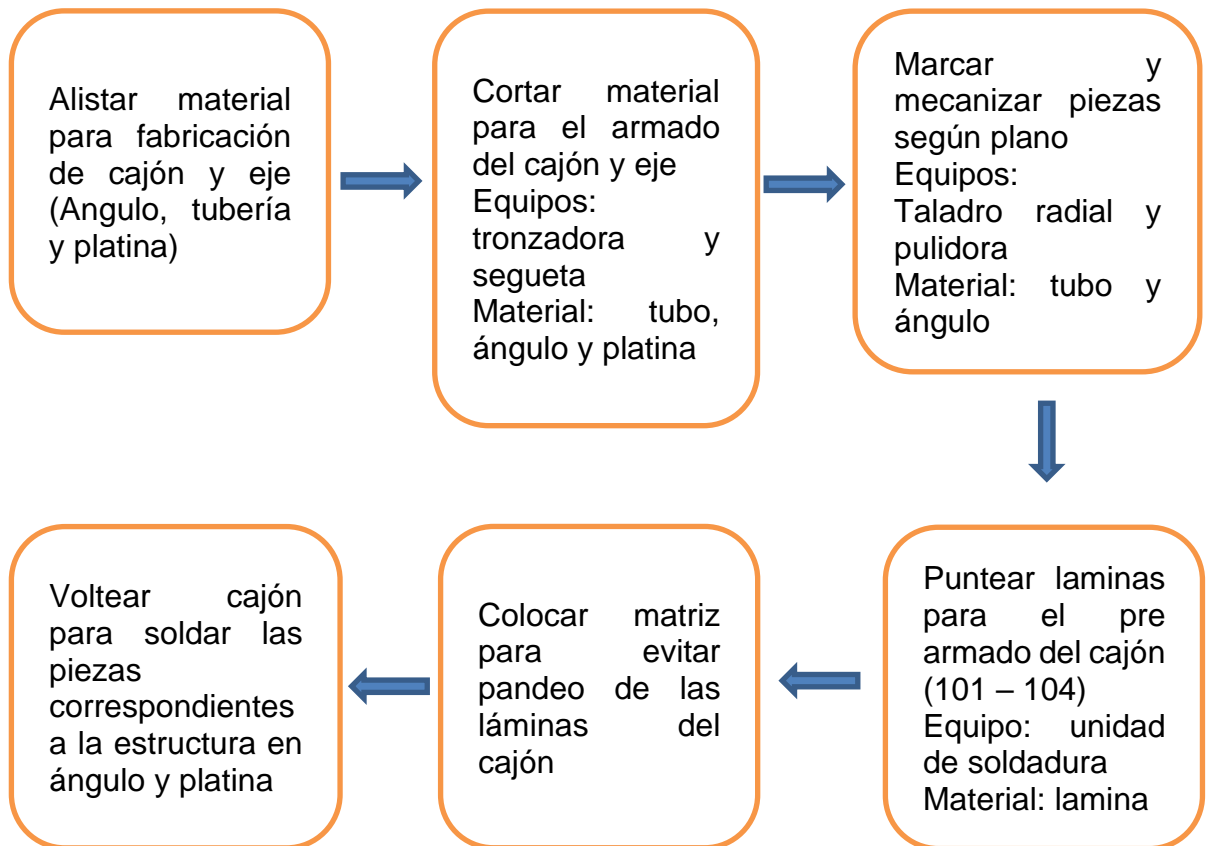 Alistar material
para fabricación
de cajón y eje
(Angulo, tubería
y platina)
Cortar material
para el armado
del cajón y eje
Equipos:
tronzadora y
segueta
Material: tubo,
ángulo y platina
Marcar y
mecanizar piezas
según plano
Equipos:
Taladro radial y
pulidora
Material: tubo y
ángulo
Puntear laminas
para el pre
armado del cajón
(101 – 104)
Equipo: unidad
de soldadura
Material: lamina
Colocar matriz
para evitar
pandeo de las
láminas del
cajón
Voltear cajón
para soldar las
piezas
correspondientes
a la estructura en
ángulo y platina